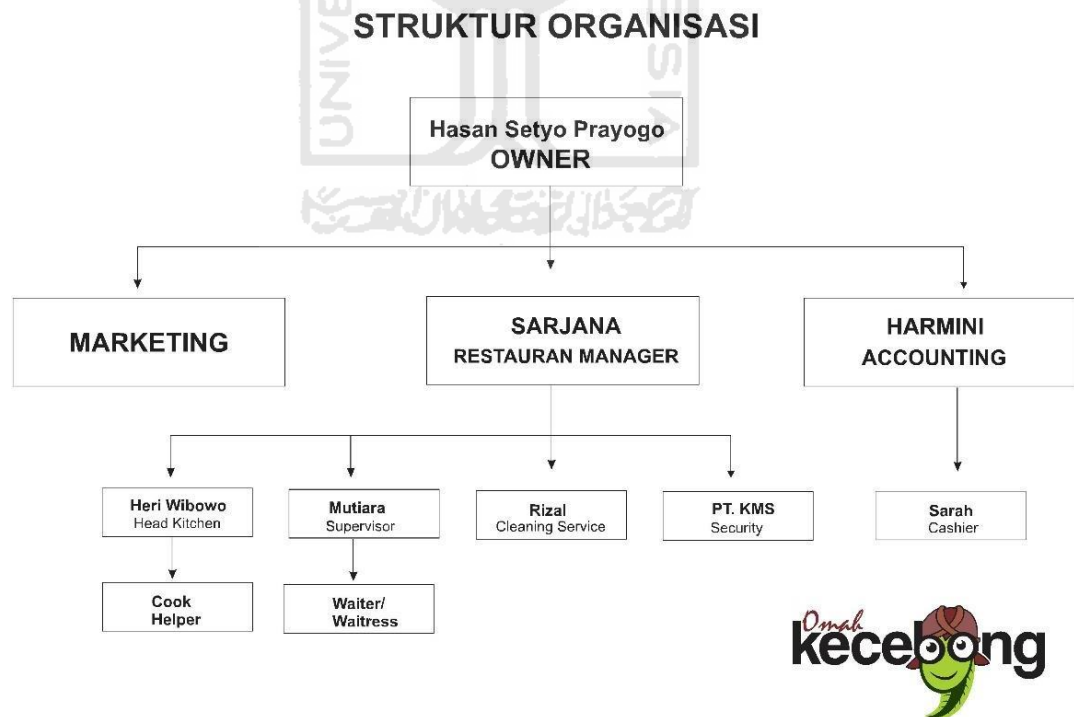 STRUKTUR ORGANISASI
Hasan Setyo Prayogo
OWNER
MARKETING
SARJANA
RESTAURAN MANAGER
HARMINI
ACCOUNTING
Heri Wibowo
Head Kitchen
Mutiara
Supervisor
Rizal
Cleaning Service
PT. KMS
Security
Sarah
Cashier
Cook
Helper
Waiter/
Waitress
Omah
kecebong